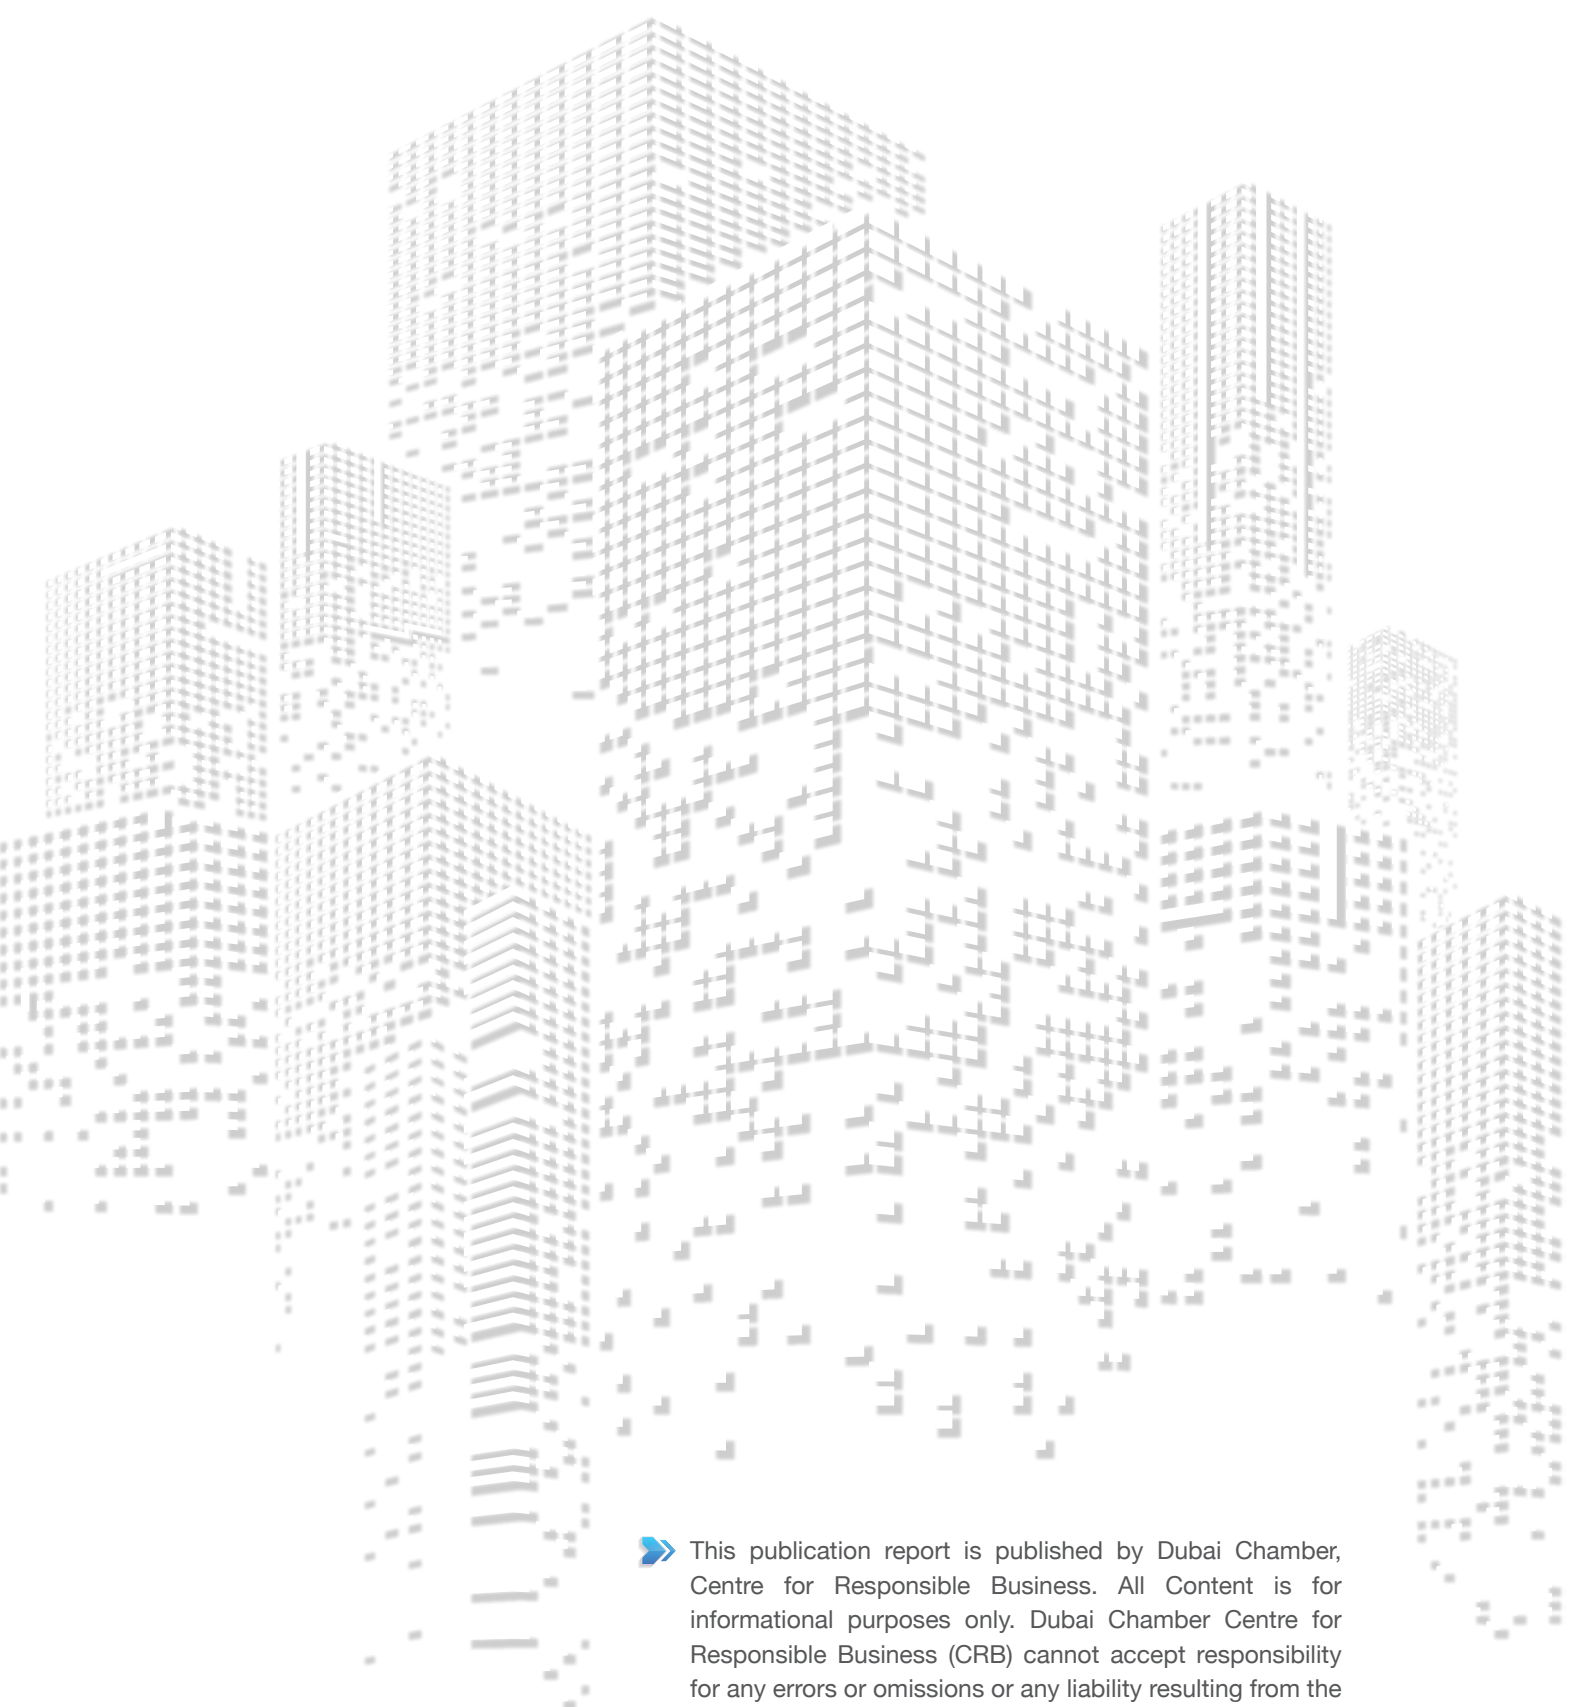 This publication report is published by Dubai Chamber,
Centre for Responsible Business. All Content is for
informational purposes only. Dubai Chamber Centre for
Responsible Business (CRB) cannot accept responsibility
for any errors or omissions or any liability resulting from the